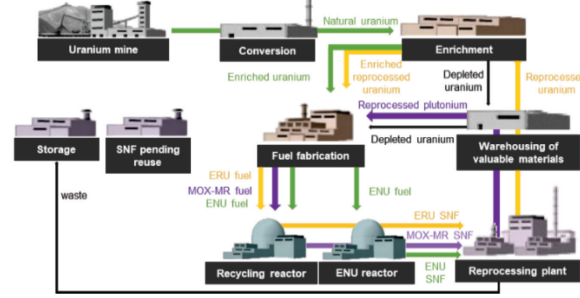 Natural uranium
Uranium mine
Conversion
Enrichment
Enriched uranium
Enriched
reprocessed
uranium
Depleted
uranium
Reprocessed
uranium
Reprocessed plutonium
Depleted uranium
Storage
SNF pending
reuse
Fuel fabrication
Warehousing of
valuable materials
waste
ERU fuel
MOX-MR fuel
ENU fuel
ENU fuel
ERU SNF
MOX-MR SNF
ENU
SNF
Recycling reactor
ENU reactor
Reprocessing plant